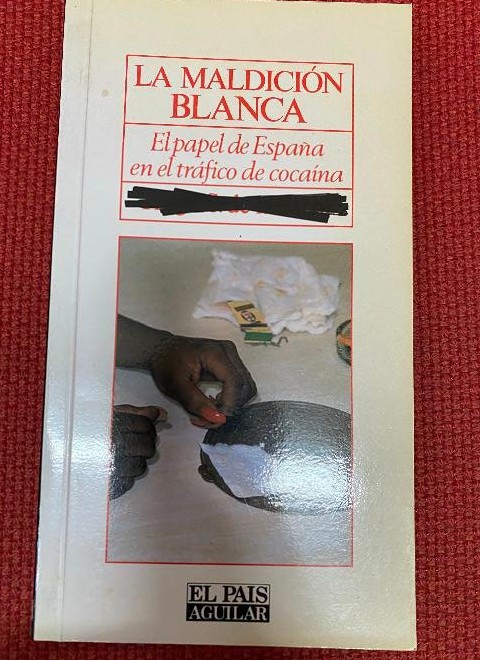 LA MALDICIÓN
BLANCA
El papel de España
en el tráfico de cocaína
EL PAIS
AGUILAR